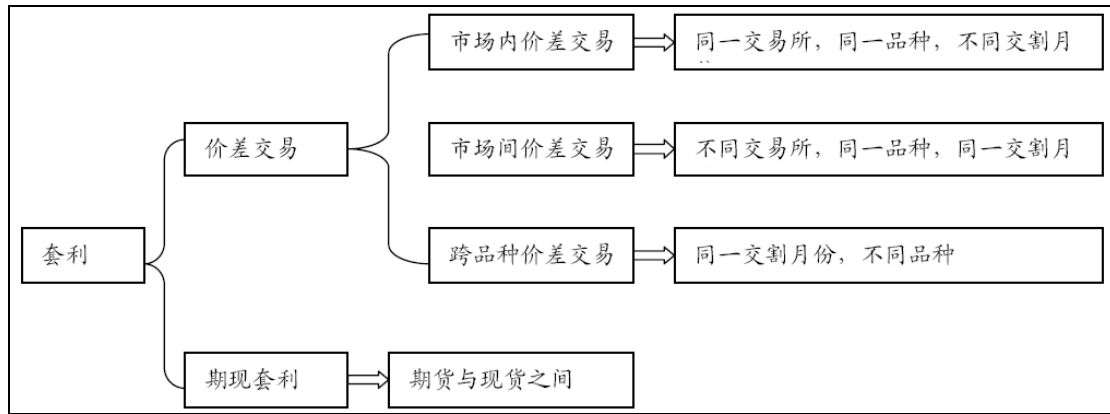 市场内价差交易
同一交易所，同一品种，不同交割月
价差交易
市场间价差交易
不同交易所，同一品种，同一交割月
套利
跨品种价差交易
同一交割月份，不同品种
期现套利
期货与现货之间